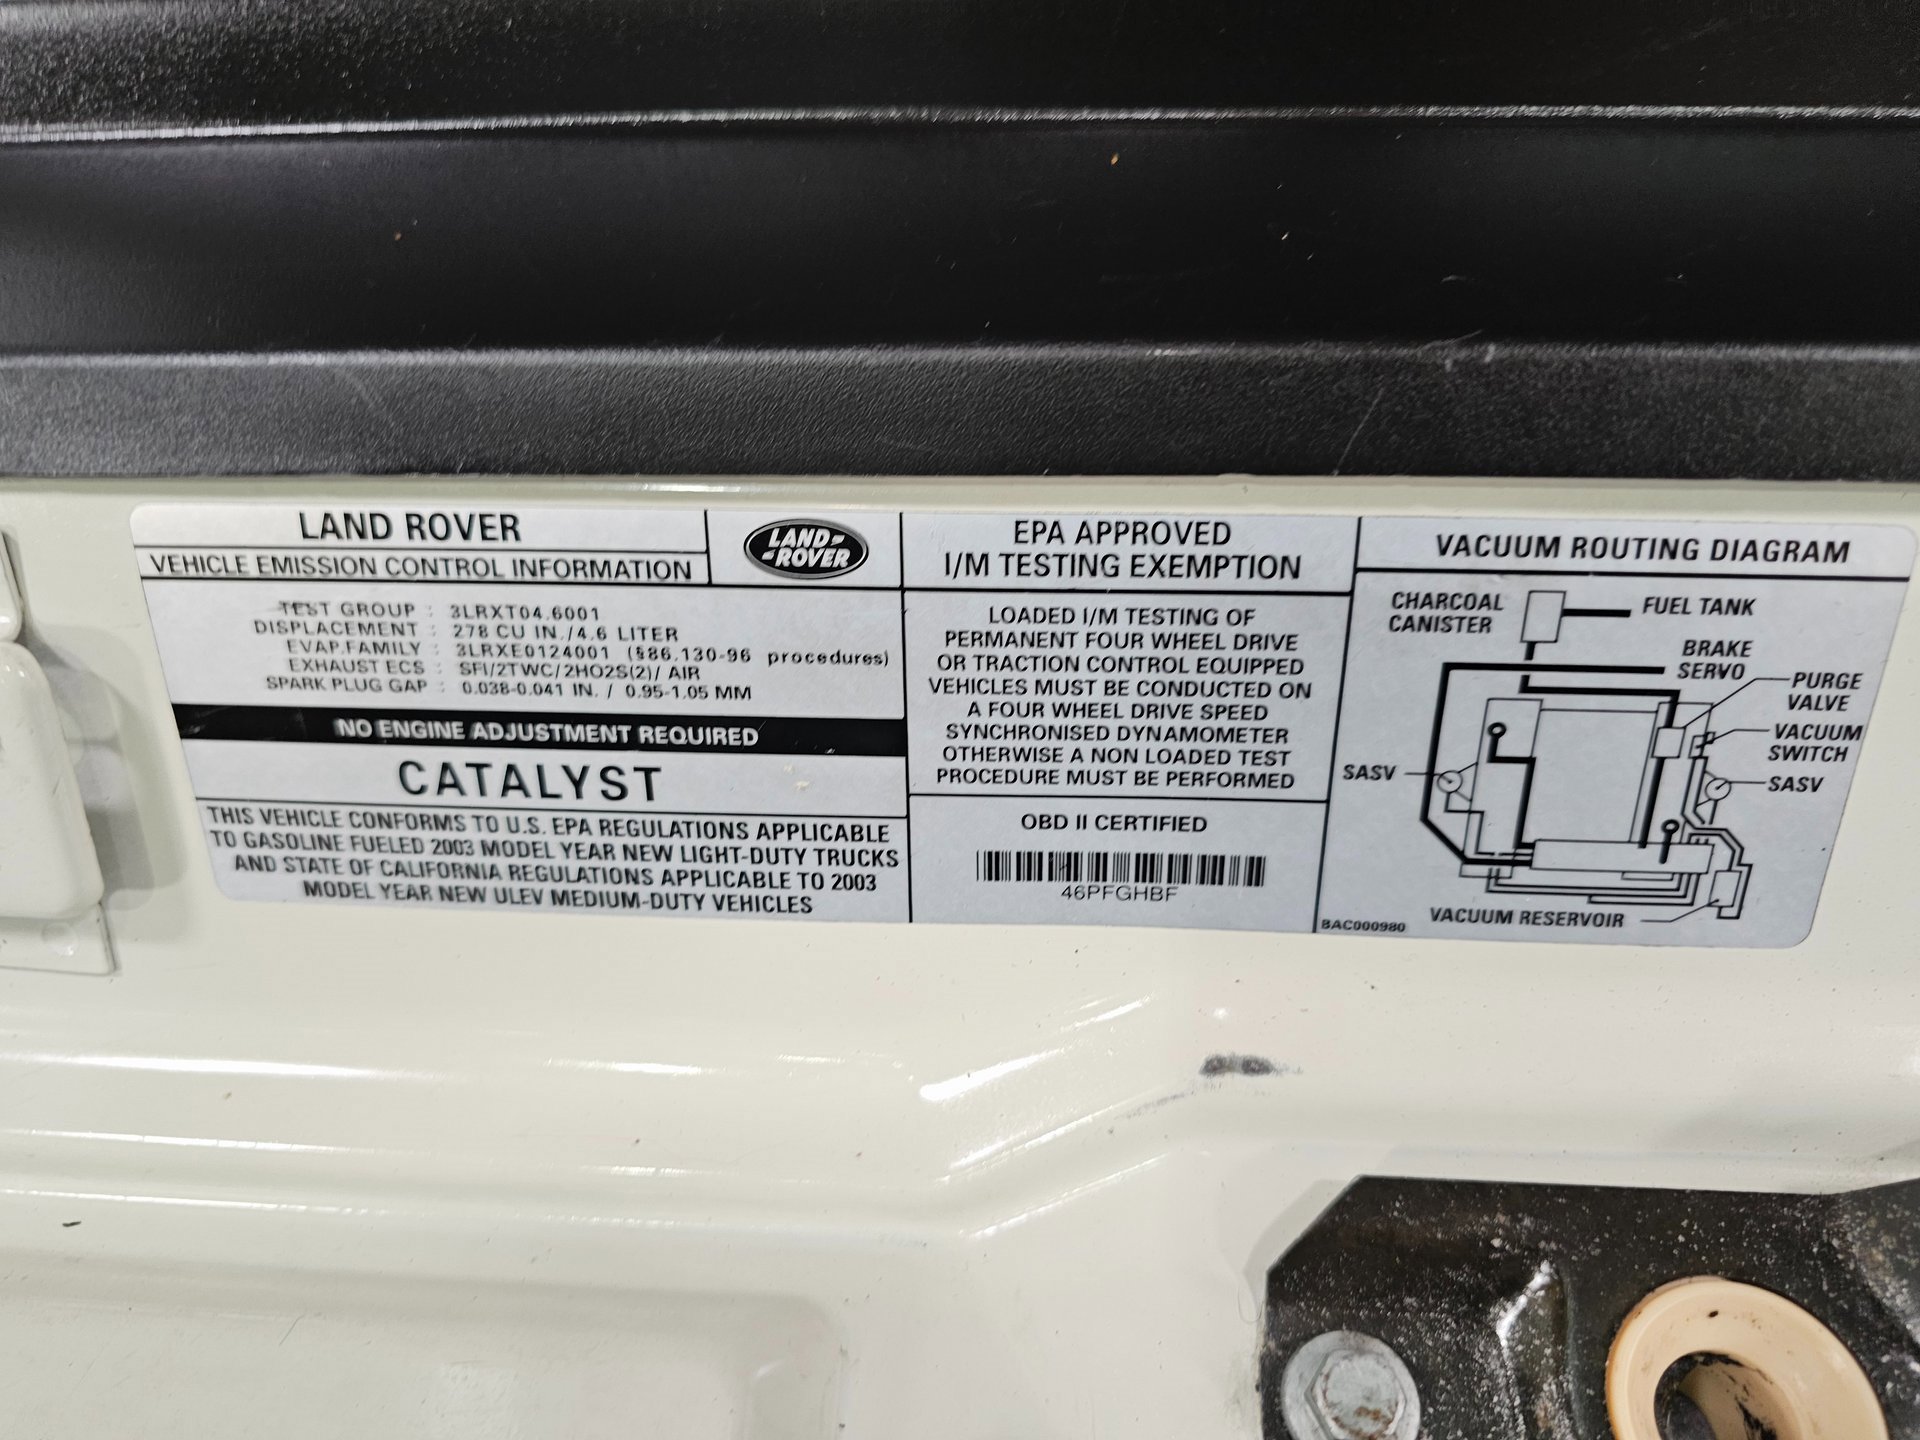 LAND ROVER
VEHICLE EMISSION CONTROL INFORMATION
LAND-
-ROVER
TEST GROUP : 3LRXT04.6001
DISPLACEMENT : 278 CU IN./4.6 LITER
EVAP.FAMILY : 3LRXE0124001 (§86.130-96 procedures)
EXHAUST ECS : SFI/2TWC/2HO2S(2)/ AIR
SPARK PLUG GAP : 0.038-0.041 IN. / 0.95-1.05 MM
NO ENGINE ADJUSTMENT REQUIRED
CATALYST
THIS VEHICLE CONFORMS TO U.S. EPA REGULATIONS APPLICABLE
TO GASOLINE FUELED 2003 MODEL YEAR NEW LIGHT-DUTY TRUCKS
AND STATE OF CALIFORNIA REGULATIONS APPLICABLE TO 2003
MODEL YEAR NEW ULEV MEDIUM-DUTY VEHICLES
EPA APPROVED
I/M TESTING EXEMPTION
LOADED I/M TESTING OF
PERMANENT FOUR WHEEL DRIVE
OR TRACTION CONTROL EQUIPPED
VEHICLES MUST BE CONDUCTED ON
A FOUR WHEEL DRIVE SPEED
SYNCHRONISED DYNAMOMETER
OTHERWISE A NON LOADED TEST
PROCEDURE MUST BE PERFORMED
OBD II CERTIFIED
46PFGHBF
VACUUM ROUTING DIAGRAM
CHARCOAL
CANISTER
FUEL TANK
BRAKE
SERVO
PURGE
VALVE
VACUUM
SWITCH
SASV
SASV
VACUUM RESERVOIR
BAC000980